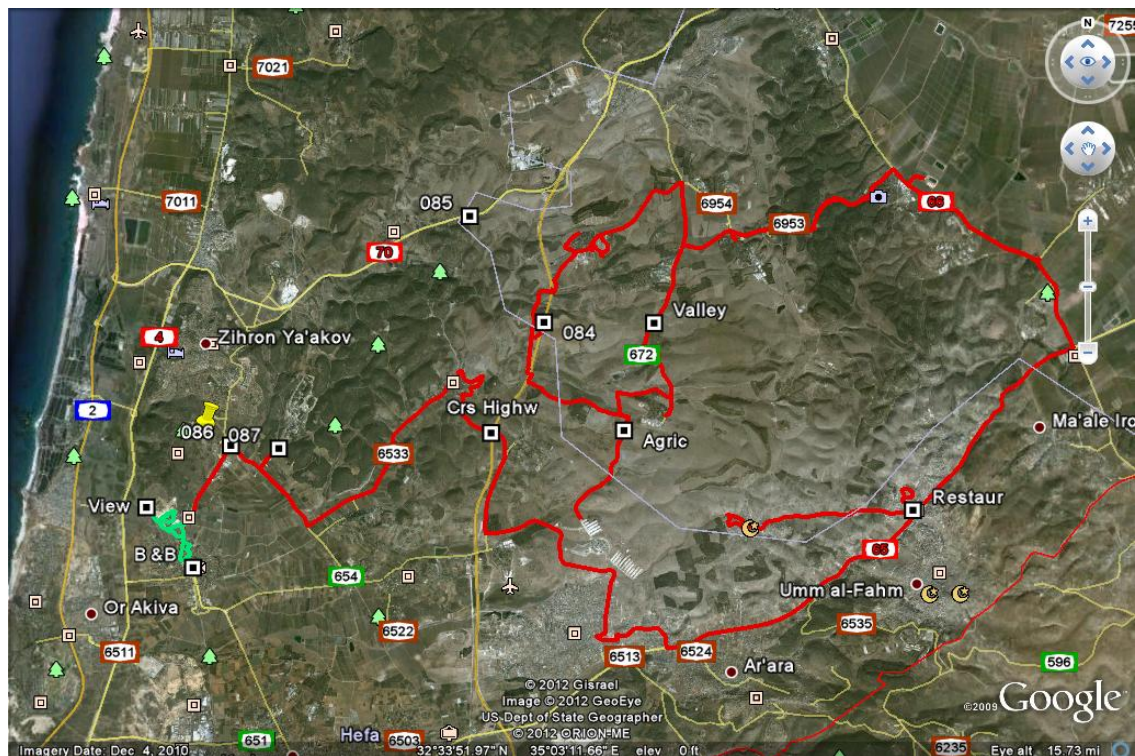 N
7255
7021
7011
6954
085
6953
66
70
Valley
084
4
Zihron Ya'akov
672
2
Crs Highw
086
087
Agric
Ma'ale Iro
6533
View
Restaur
65
B &B
654
Umm al-Fahm
Or Akiva
6522
6535
6511
6513
6524
596
Ar'ara
© 2012 Gisrael
Image © 2012 GeoEye
US Dept of State Geographer
© 2012 ORION-ME
©2009 Google
Hefa
651
6503
6235
Imagery Date: Dec 4, 2010
32°33'51.97" N 35°03'11.66" E elev 0 ft
Eye alt 15.73 mi